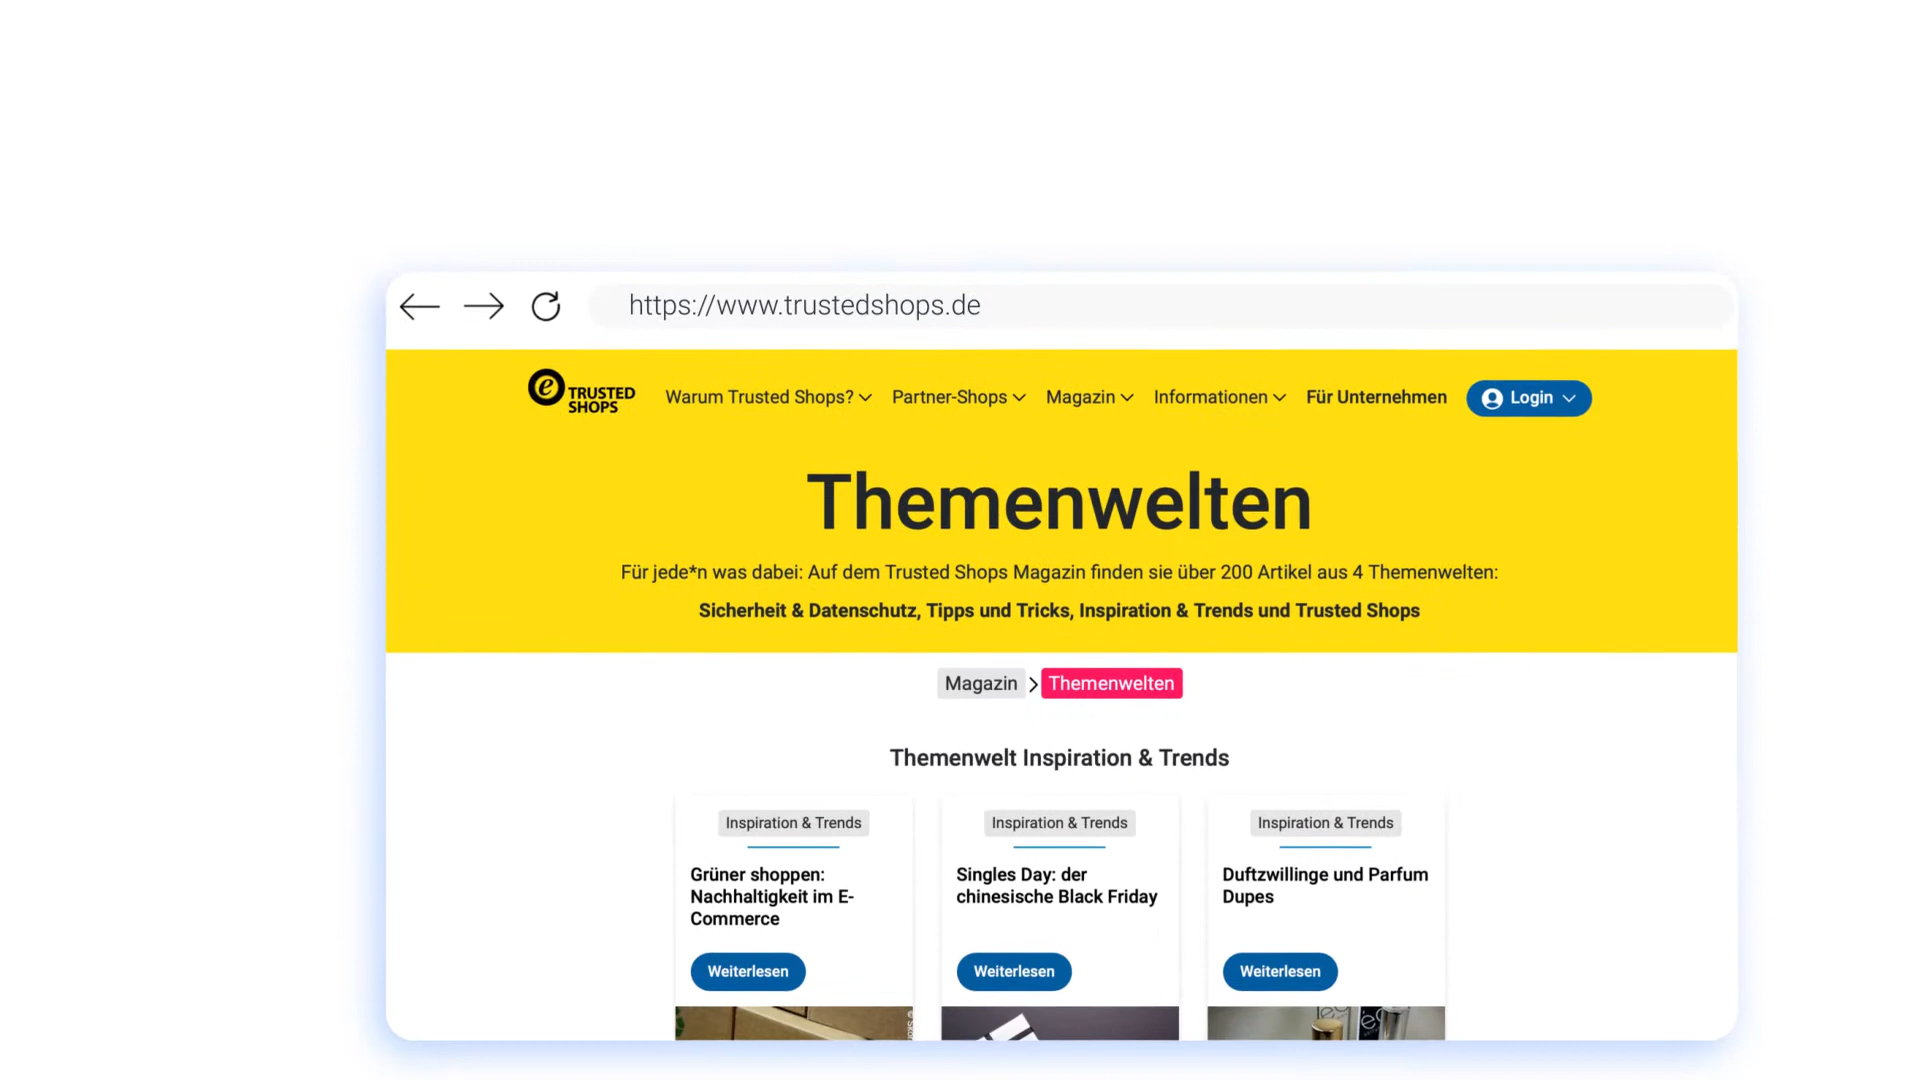 https://www.trustedshops.de
e TRUSTED
SHOPS
Warum Trusted Shops? Partner-Shops Magazin Informationen Für Unternehmen Login
Themenwelten
Für jede*n was dabei: Auf dem Trusted Shops Magazin finden sie über 200 Artikel aus 4 Themenwelten:
Sicherheit & Datenschutz, Tipps und Tricks, Inspiration & Trends und Trusted Shops
Magazin > Themenwelten
Themenwelt Inspiration & Trends
Inspiration & Trends
Grüner shoppen:
Nachhaltigkeit im E-
Commerce
Weiterlesen
Inspiration & Trends
Singles Day: der
chinesische Black Friday
Weiterlesen
Inspiration & Trends
Duftzwillinge und Parfum
Dupes
Weiterlesen